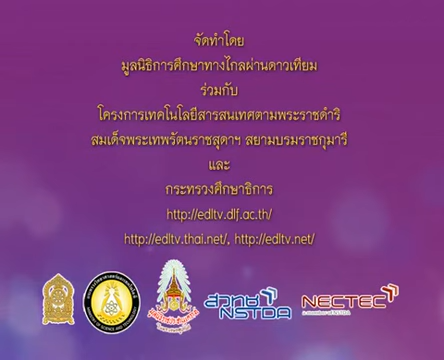 จัดทำโดย
มูลนิธิการศึกษาทางไกลผ่านดาวเทียม
ร่วมกับ
โครงการเทคโนโลยีสารสนเทศตามพระราชดำริ
สมเด็จพระเทพรัตนราชสุดาฯ สยามบรมราชกุมารี
และ
กระทรวงศึกษาธิการ
http://edltv.dlf.ac.th/
http://edltv.thai.net/, http://edltv.net/
สวทช
NSTDA
NECTEC